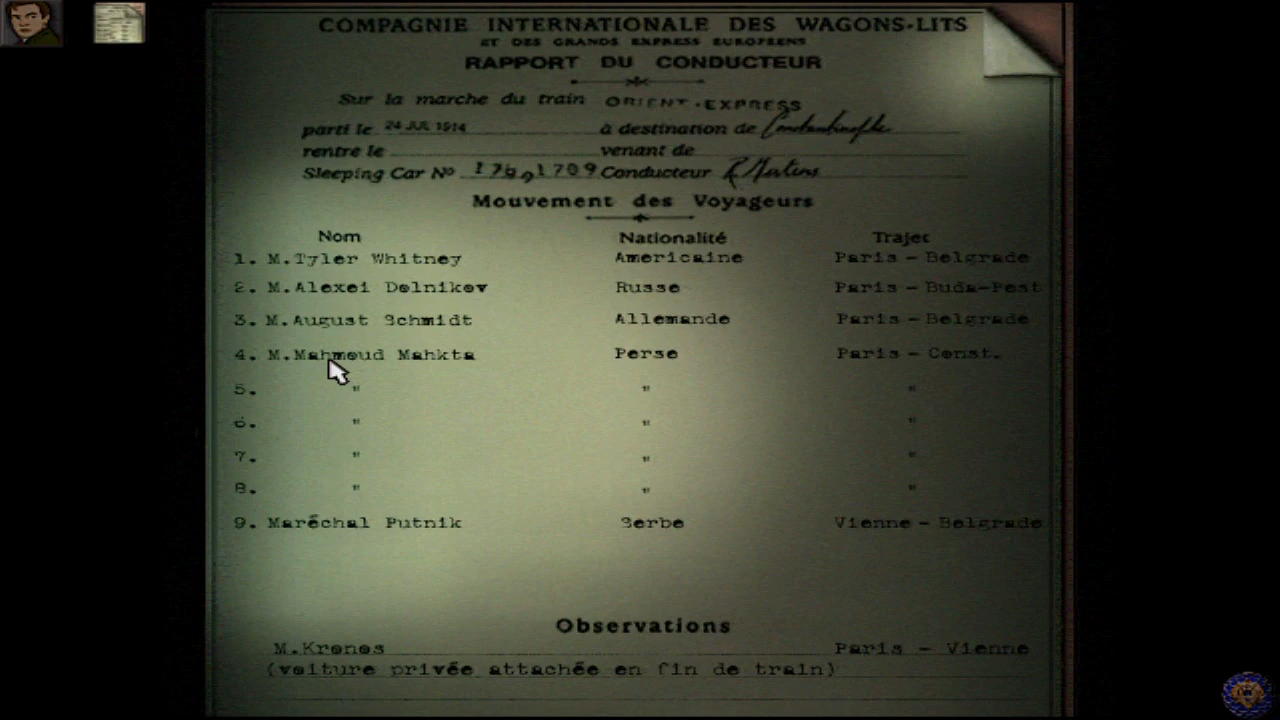 COMPAGNIE INTERNATIONALE DES WAGONS-LITS
ET DES GRANDS EXPRESS EUROPEENS
RAPPORT DU CONDUCTEUR
Sur la marche du train ORIENT-EXPRESS
parti le 24 JUL 1914 à destination de Constantinople
rentre le venant de
Sleeping Car Nº 1709 Conducteur
Mouvement des Voyageurs
Nom Nationalité Trajet
1. M.Tyler Whitney Americaine Paris - Belgrade
2. M.Alexei Dolnikov Russe Paris - Buda-Pest
3. M.August Schmidt Allemande Paris - Belgrade
4. M.Mahmoud Mahkta Perse Paris - Const.
5. " " "
6. " " "
7. " " "
8. " " "
9. Maréchal Putnik Serbe Vienne - Belgrade
Observations
M.Kronos Paris - Vienne
(voiture privée attachée en fin de train)